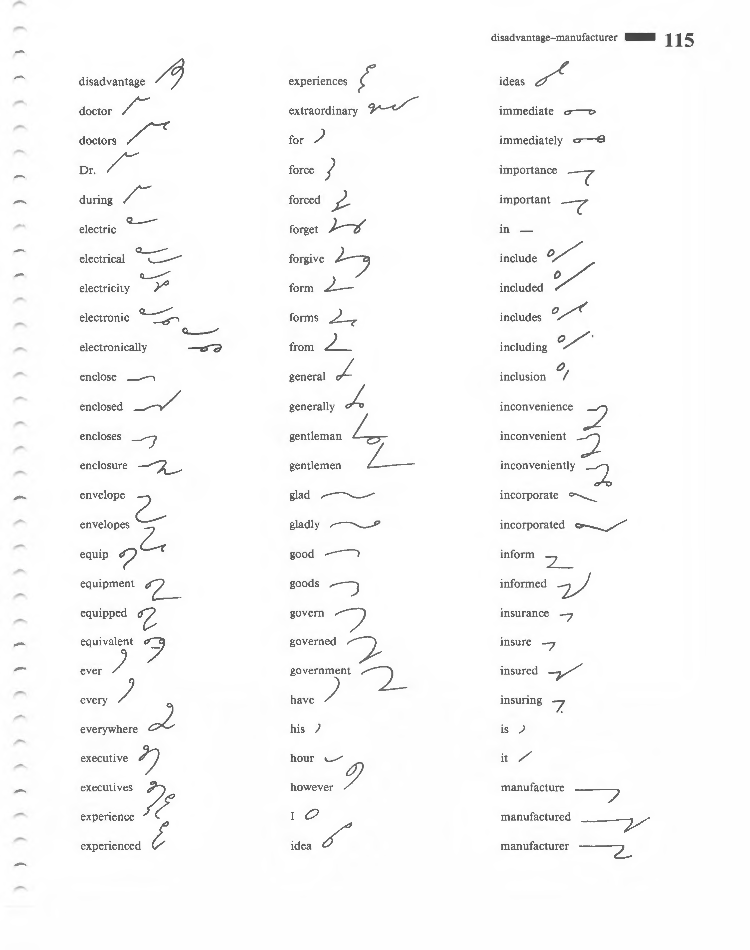 disadvantage–manufacturer 115
disadvantage
doctor
doctors
Dr.
during
electric
electrical
electricity
electronic
electronically
enclose
enclosed
encloses
enclosure
envelope
envelopes
equip
equipment
equipped
equivalent
ever
every
everywhere
executive
executives
experience
experienced
experiences
extraordinary
for
force
forced
forget
forgive
form
forms
from
general
generally
gentleman
gentlemen
glad
gladly
good
goods
govern
governed
government
have
his
hour
however
I
idea
ideas
immediate
immediately
importance
important
in
include
included
includes
including
inclusion
inconvenience
inconvenient
inconveniently
incorporate
incorporated
inform
informed
insurance
insure
insured
insuring
is
it
manufacture
manufactured
manufacturer